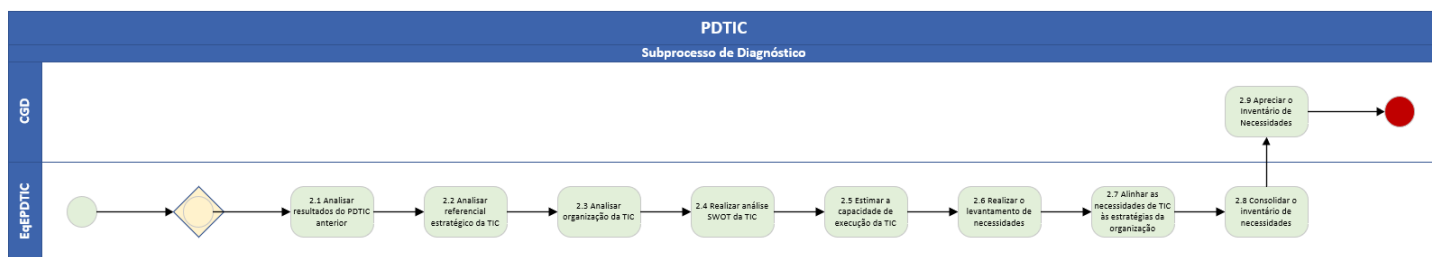 PDTIC
Subprocesso de Diagnóstico
CGD
2.9 Apreciar o
Inventário de
Necessidades
EqEPDTIC
2.1 Analisar
resultados do PDTIC
anterior
2.2 Analisar
referencial
estratégico da TIC
2.3 Analisar
organização da TIC
2.4 Realizar análise
SWOT da TIC
2.5 Estimar a
capacidade de
execução da TIC
2.6 Realizar o
levantamento de
necessidades
2.7 Alinhar as
necessidades de TIC
às estratégias da
organização
2.8 Consolidar o
inventário de
necessidades